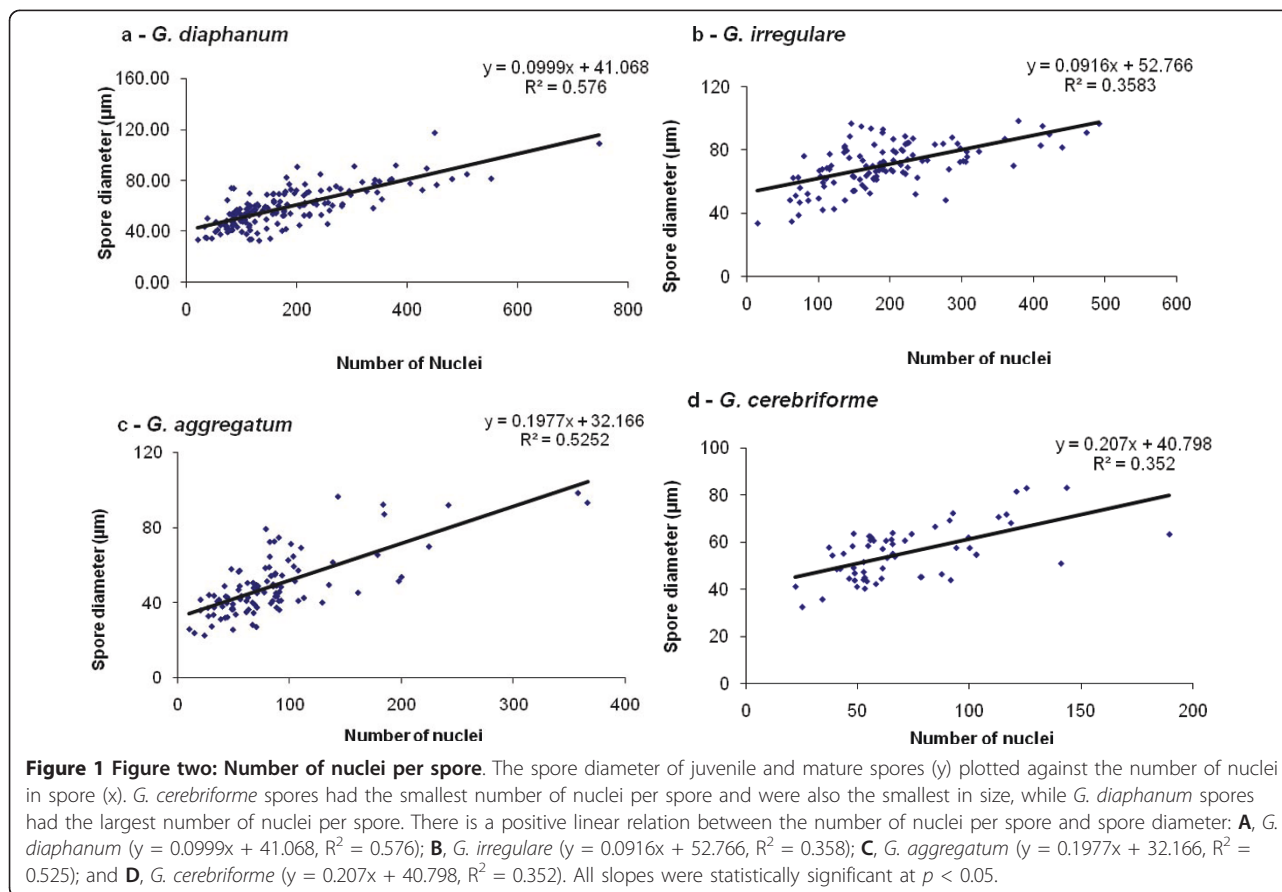 a - G. diaphanum
y = 0.0999x + 41.068
R² = 0.576
160.00
120.00
80.00
40.00
0.00
Spore diameter (µm)
0 200 400 600 800
Number of Nuclei
b - G. irregulare
y = 0.0916x + 52.766
R² = 0.3583
120
80
40
0
Spore diameter (µm)
0 100 200 300 400 500 600
Number of nuclei
c - G. aggregatum
y = 0.1977x + 32.166
R² = 0.5252
120
80
40
0
Spore diameter (µm)
0 100 200 300 400
Number of nuclei
d - G. cerebriforme
y = 0.207x + 40.798
R² = 0.352
100
80
60
40
20
0
Spore diameter (µm)
0 50 100 150 200
Number of nuclei
Figure 1 Figure two: Number of nuclei per spore. The spore diameter of juvenile and mature spores (y) plotted against the number of nuclei
in spore (x). G. cerebriforme spores had the smallest number of nuclei per spore and were also the smallest in size, while G. diaphanum spores
had the largest number of nuclei per spore. There is a positive linear relation between the number of nuclei per spore and spore diameter: A, G.
diaphanum (y = 0.0999x + 41.068, R² = 0.576); B, G. irregulare (y = 0.0916x + 52.766, R² = 0.358); C, G. aggregatum (y = 0.1977x + 32.166, R² =
0.525); and D, G. cerebriforme (y = 0.207x + 40.798, R² = 0.352). All slopes were statistically significant at p < 0.05.